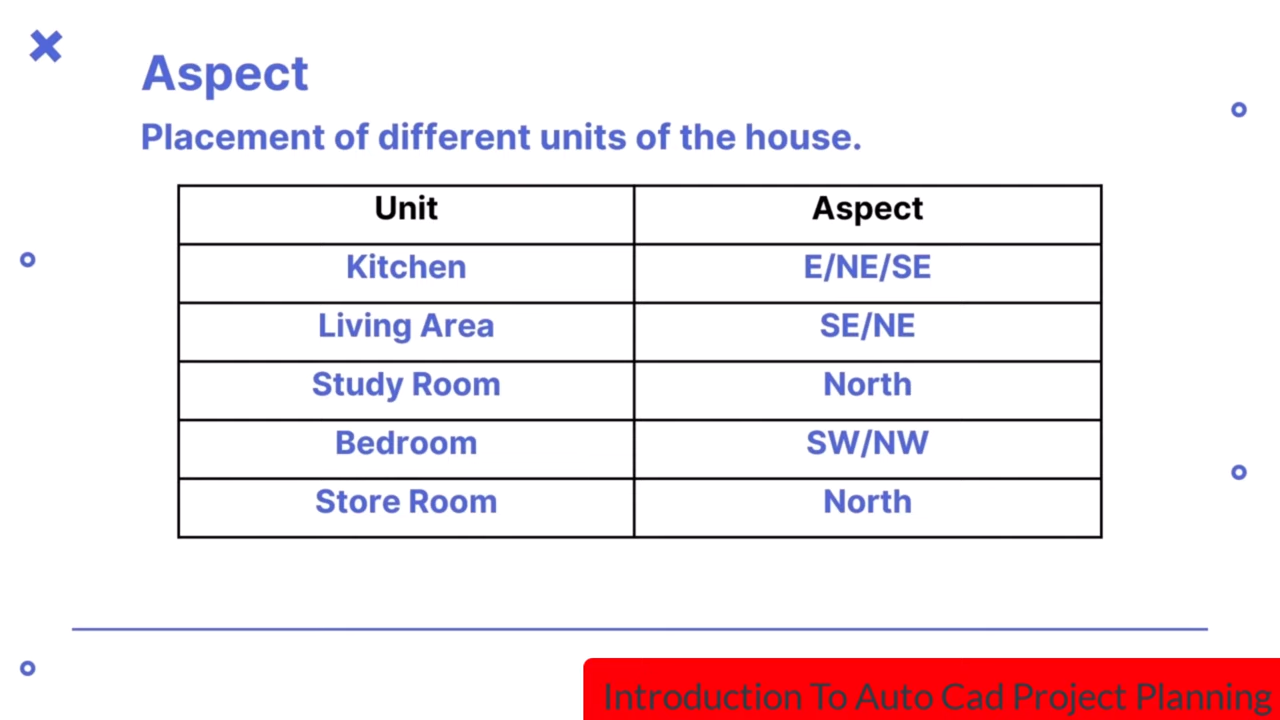 Aspect
Placement of different units of the house.
Unit Aspect
Kitchen E/NE/SE
Living Area SE/NE
Study Room North
Bedroom SW/NW
Store Room North
Introduction To Auto Cad Project Planning